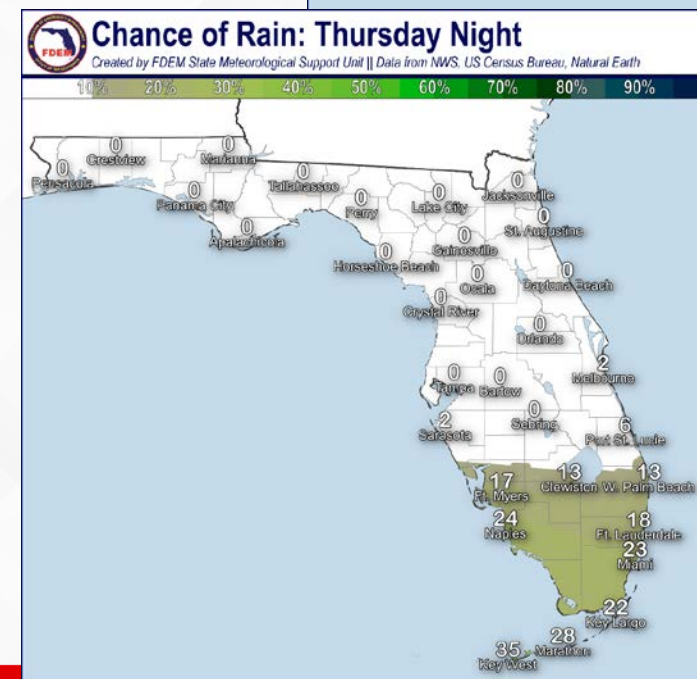 FDEM
Chance of Rain: Thursday Night
Created by FDEM State Meteorological Support Unit || Data from NWS, US Census Bureau, Natural Earth
10% 20% 30% 40% 50% 60% 70% 80% 90%
0 Crestview
0 Marianna
0 Pensacola
0 Tallahassee
0 Panama City
0 Perry
0 Lake City
0 Jacksonville
0 Apalachicola
0 St. Augustine
0 Gainesville
0 Horseshoe Beach
0 Ocala
0 Daytona Beach
0 Crystal River
0 Orlando
2 Melbourne
0 Tampa
0 Bartow
0 Sebring
2 Sarasota
6 Port St. Lucie
17 Ft. Myers
13 Clewiston
13 W. Palm Beach
24 Naples
18 Ft. Lauderdale
23 Miami
22 Key Largo
28 Marathon
35 Key West